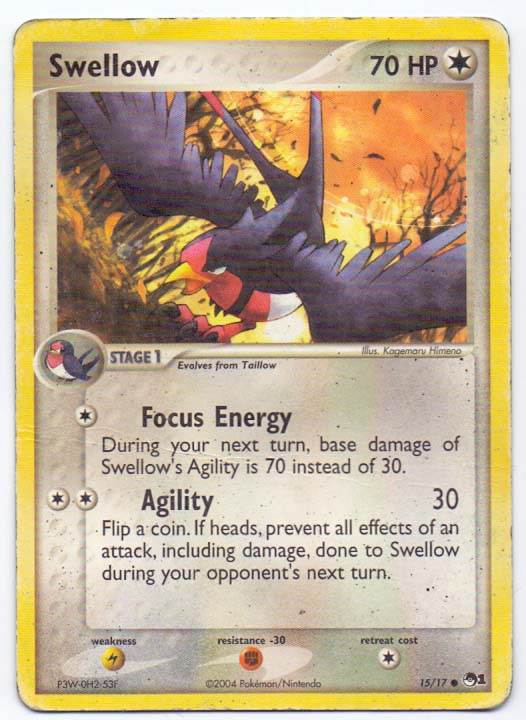 Swellow 70 HP
Illus. Kagemaru Himeno
STAGE 1
Evolves from Taillow
Focus Energy
During your next turn, base damage of
Swellow's Agility is 70 instead of 30.
Agility 30
Flip a coin. If heads, prevent all effects of an
attack, including damage, done to Swellow
during your opponent's next turn.
weakness resistance -30 retreat cost
P3W-0H2-53F ©2004 Pokémon/Nintendo 15/17 ● 1